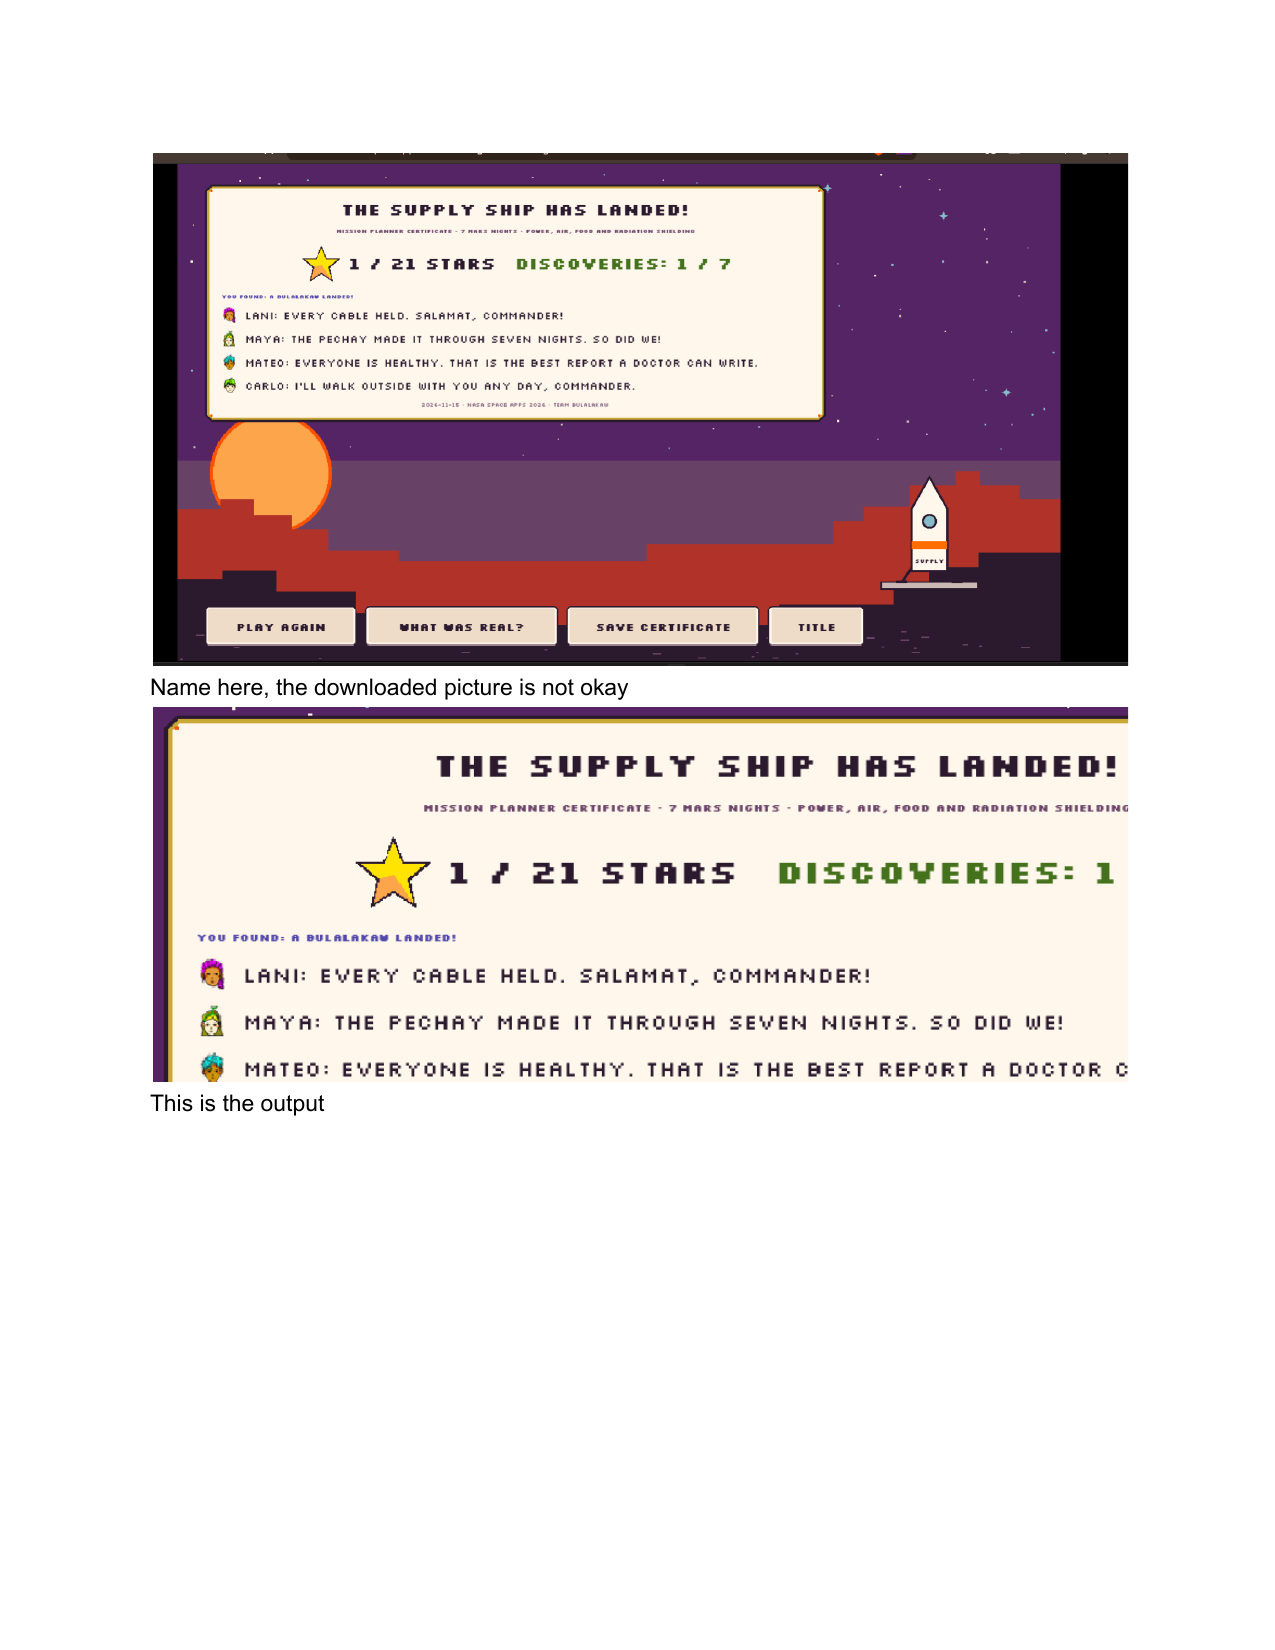 THE SUPPLY SHIP HAS LANDED!
MISSION PLANNER CERTIFICATE - 7 MARS NIGHTS - POWER, AIR, FOOD AND RADIATION SHIELDING
1 / 21 STARS DISCOVERIES: 1 / 7
YOU FOUND: A BULALAKAW LANDED!
LANI: EVERY CABLE HELD. SALAMAT, COMMANDER!
MAYA: THE PECHAY MADE IT THROUGH SEVEN NIGHTS. SO DID WE!
MATEO: EVERYONE IS HEALTHY. THAT IS THE BEST REPORT A DOCTOR CAN WRITE.
CARLO: I'LL WALK OUTSIDE WITH YOU ANY DAY, COMMANDER.
NASA SPACE APPS 2026 - TEAM BULALAKAW
SUPPLY
PLAY AGAIN WHAT WAS REAL? SAVE CERTIFICATE TITLE
Name here, the downloaded picture is not okay
THE SUPPLY SHIP HAS LANDED!
MISSION PLANNER CERTIFICATE - 7 MARS NIGHTS - POWER, AIR, FOOD AND RADIATION SHIELDING
1 / 21 STARS DISCOVERIES: 1
YOU FOUND: A BULALAKAW LANDED!
LANI: EVERY CABLE HELD. SALAMAT, COMMANDER!
MAYA: THE PECHAY MADE IT THROUGH SEVEN NIGHTS. SO DID WE!
MATEO: EVERYONE IS HEALTHY. THAT IS THE BEST REPORT A DOCTOR C
This is the output